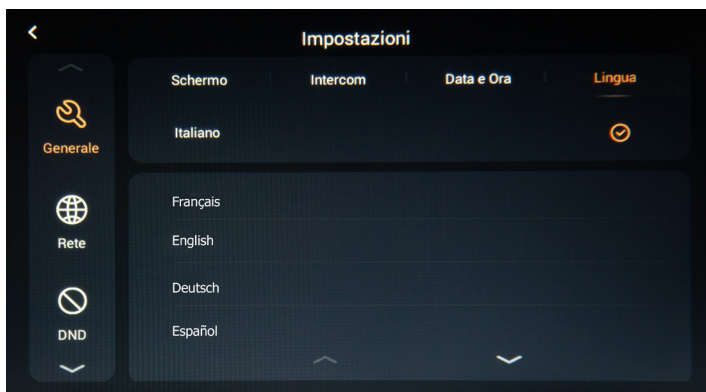 Impostazioni
Schermo Intercom Data e Ora Lingua
Generale
Italiano
Rete
Français
English
DND
Deutsch
Español